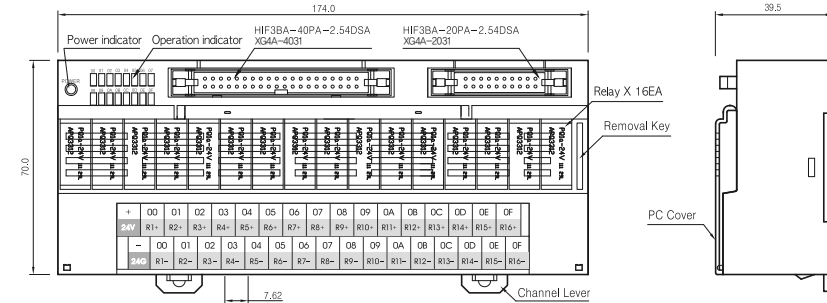 174.0
39.5
HIF3BA-40PA-2.54DSA
XG4A-4031
HIF3BA-20PA-2.54DSA
XG4A-2031
Power indicator
Operation indicator
POWER
Relay X 16EA
Removal Key
70.0
+ 00 01 02 03 04 05 06 07 08 09 0A 0B 0C 0D 0E 0F
24V R1+ R2+ R3+ R4+ R5+ R6+ R7+ R8+ R9+ R10+ R11+ R12+ R13+ R14+ R15+ R16+
- 00 01 02 03 04 05 06 07 08 09 0A 0B 0C 0D 0E 0F
24G R1- R2- R3- R4- R5- R6- R7- R8- R9- R10- R11- R12- R13- R14- R15- R16-
PC Cover
7.62
Channel Lever